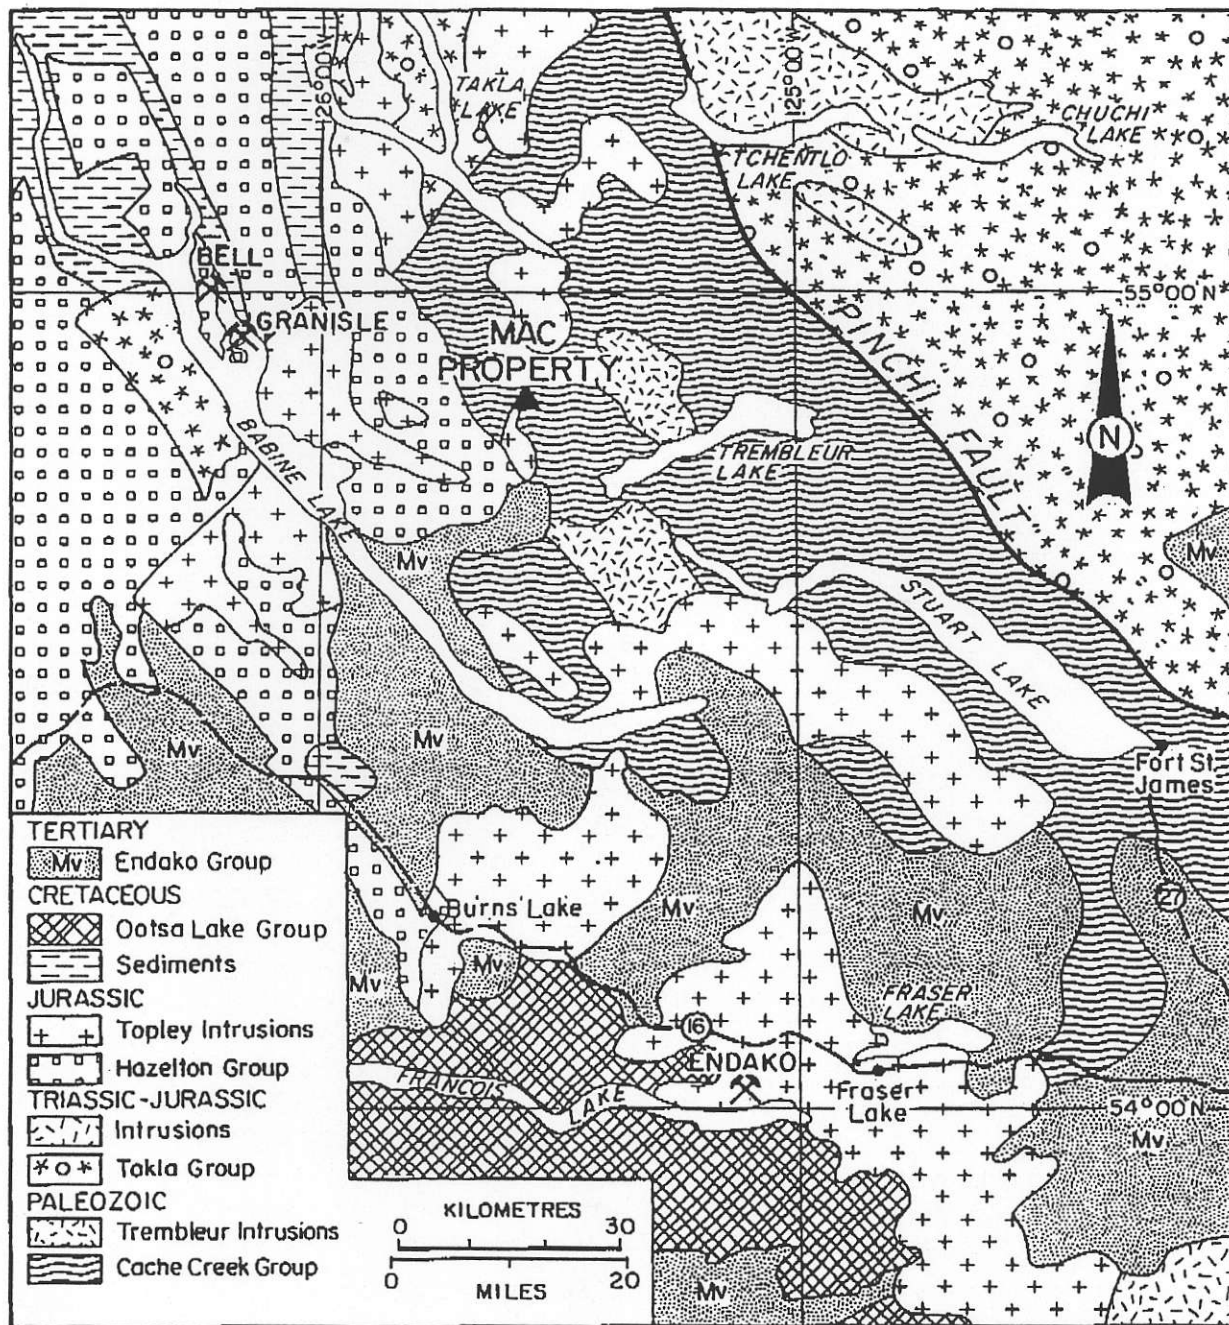 126°00'W
TAKLA
LAKE
125°00'W
CHUCHI
LAKE
TCHENTLO
LAKE
BELL
55°00'N
GRANISLE
MAC
PROPERTY
PINCHI FAULT
N
BABINE LAKE
TREMBLEUR
LAKE
Mv
Mv
STUART
LAKE
Mv
Mv
Fort St.
James
TERTIARY
Mv Endako Group
CRETACEOUS
Ootsa Lake Group
Sediments
JURASSIC
Topley Intrusions
Hazelton Group
TRIASSIC-JURASSIC
Intrusions
Takla Group
PALEOZOIC
Trembleur Intrusions
Cache Creek Group
27
Burns Lake
Mv
Mv
Mv
Mv
FRASER
LAKE
16
ENDAKO
FRANCOIS
LAKE
Fraser
Lake
54°00'N
Mv
KILOMETRES
0 30
0 20
MILES
Mv